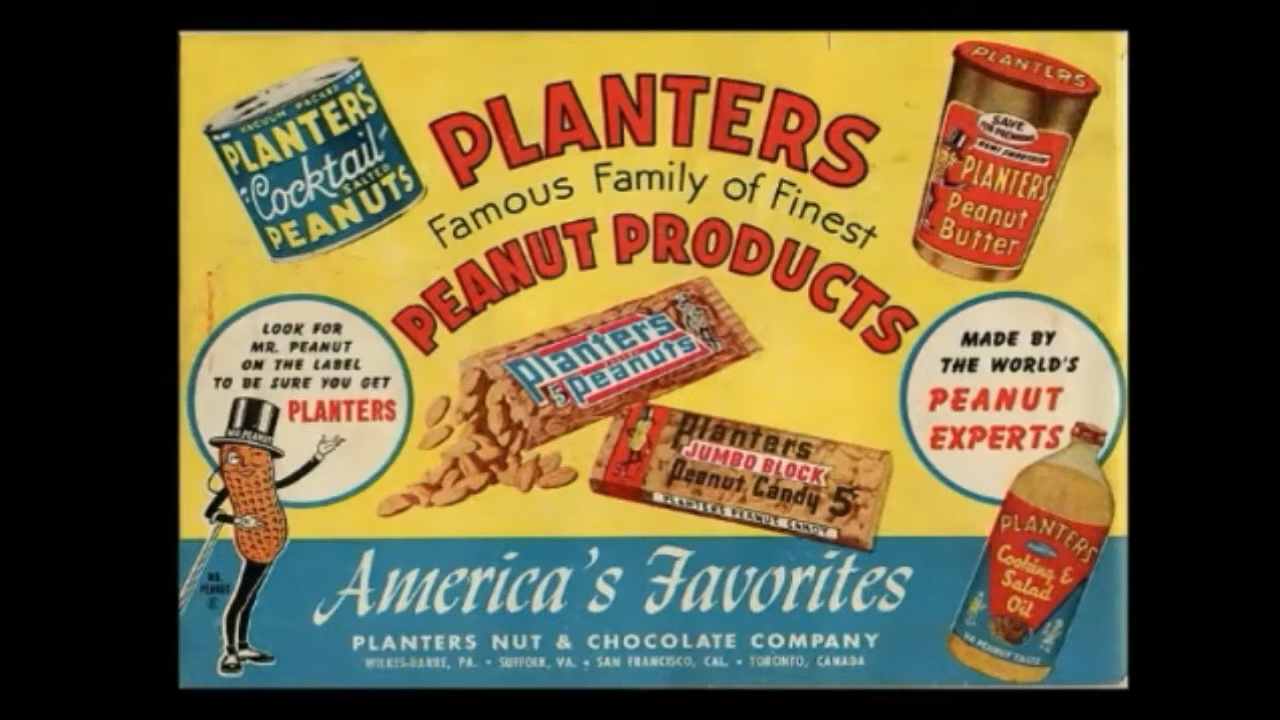 PLANTERS
Famous Family of Finest
PEANUT PRODUCTS
VACUUM PACKED
PLANTERS
"Cocktail"
SALTED
PEANUTS
PLANTERS
SAVE
PLANTERS
Peanut
Butter
LOOK FOR
MR. PEANUT
ON THE LABEL
TO BE SURE YOU GET
PLANTERS
MR. PEANUT
MR.
PEANUT
®
Planters
5¢ Peanuts
Planters
JUMBO BLOCK
Peanut Candy 5¢
PLANTERS PEANUT CANDY
MADE BY
THE WORLD'S
PEANUT
EXPERTS
PLANTERS
Cooking &
Salad
Oil
NO PEANUT TASTE
America's Favorites
PLANTERS NUT & CHOCOLATE COMPANY
WILKES-BARRE, PA. • SUFFOLK, VA. • SAN FRANCISCO, CAL. • TORONTO, CANADA